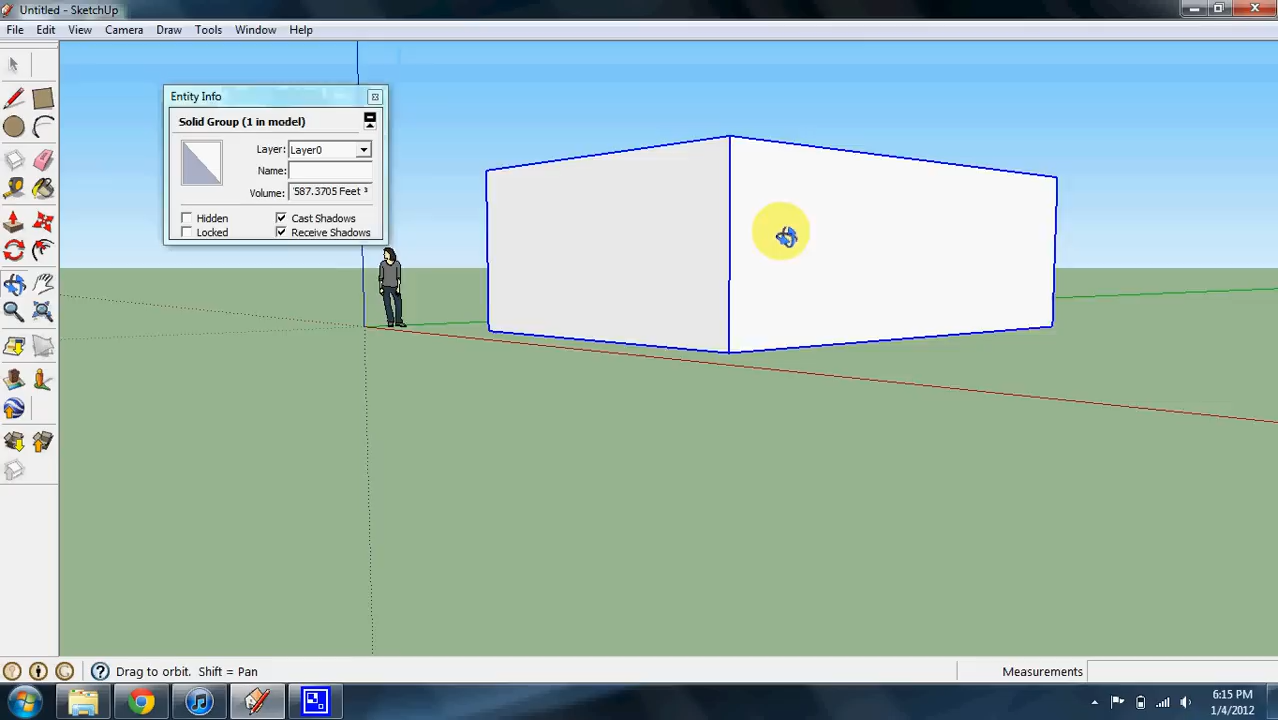 Untitled - SketchUp
File Edit View Camera Draw Tools Window Help
Entity Info
Solid Group (1 in model)
Layer: Layer0
Name:
Volume: '587.3705 Feet ³
Hidden Cast Shadows
Locked Receive Shadows
Drag to orbit. Shift = Pan Measurements
6:15 PM
1/4/2012